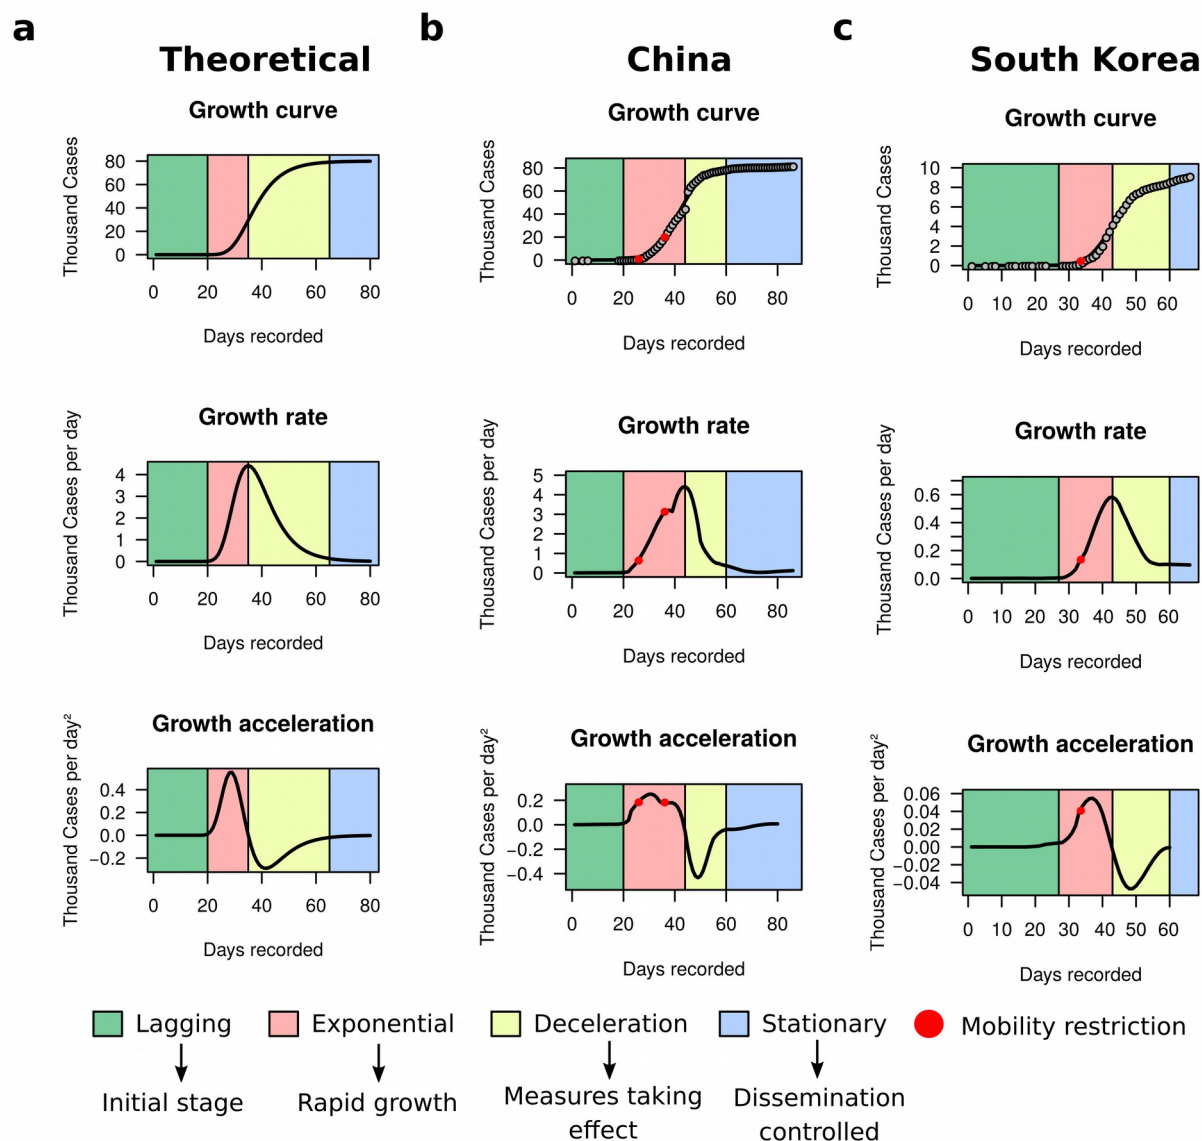 a
Theoretical
Growth curve
Thousand Cases
80
60
40
20
0
0 20 40 60 80
Days recorded
Growth rate
Thousand Cases per day
4
3
2
1
0
0 20 40 60 80
Days recorded
Growth acceleration
Thousand Cases per day²
0.4
0.2
0.0
−0.2
0 20 40 60 80
Days recorded
b
China
Growth curve
Thousand Cases
80
60
40
20
0
0 20 40 60 80
Days recorded
Growth rate
Thousand Cases per day
5
4
3
2
1
0
0 20 40 60 80
Days recorded
Growth acceleration
Thousand Cases per day²
0.2
0.0
−0.2
−0.4
0 20 40 60 80
Days recorded
c
South Korea
Growth curve
Thousand Cases
10
8
6
4
2
0
0 10 20 30 40 50 60
Days recorded
Growth rate
Thousand Cases per day
0.6
0.4
0.2
0.0
0 10 20 30 40 50 60
Days recorded
Growth acceleration
Thousand Cases per day²
0.06
0.04
0.02
0.00
−0.02
−0.04
0 10 20 30 40 50 60
Days recorded
Lagging
Exponential
Deceleration
Stationary
Mobility restriction
Initial stage
Rapid growth
Measures taking
effect
Dissemination
controlled